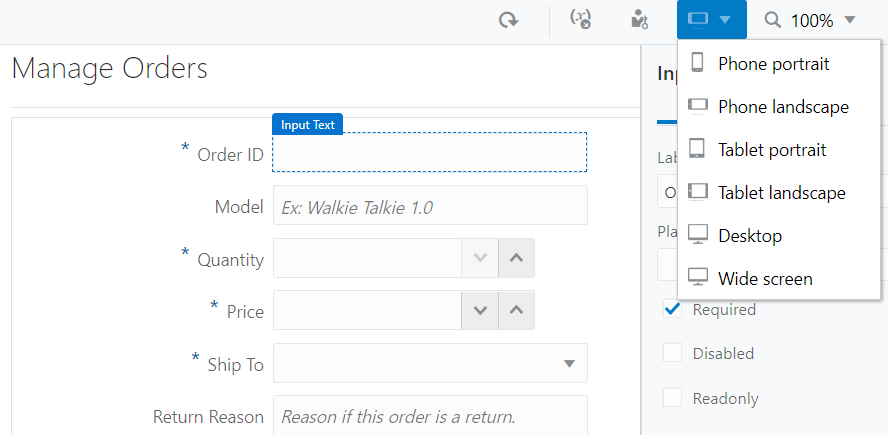 100%
Manage Orders
Inp
Phone portrait
Phone landscape
Tablet portrait
Tablet landscape
Desktop
Wide screen
Input Text
* Order ID
Lab
Model
Ex: Walkie Talkie 1.0
O
* Quantity
Pla
* Price
Required
* Ship To
Disabled
Return Reason
Reason if this order is a return.
Readonly